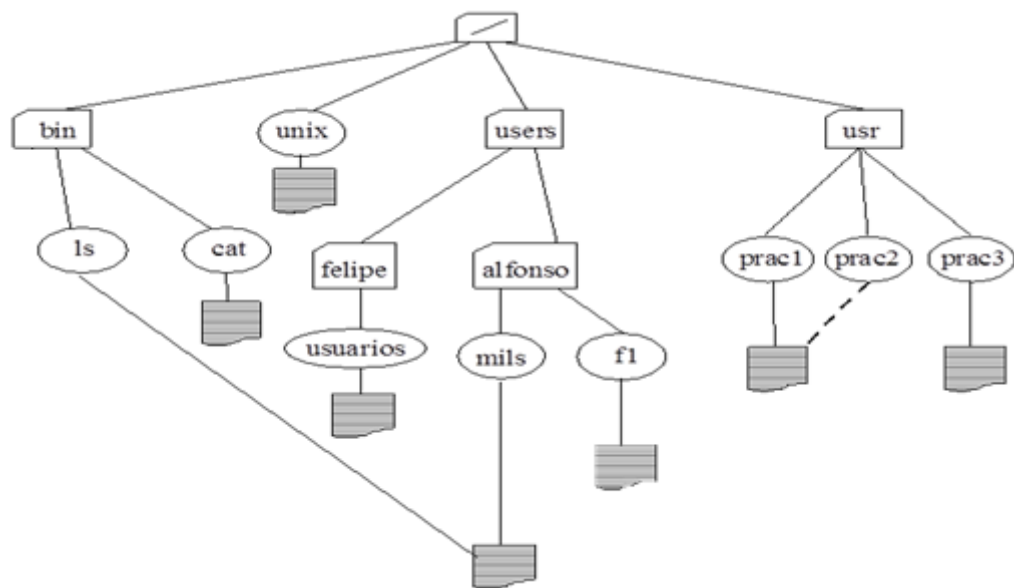 /
bin
unix
users
usr
ls
cat
felipe
alfonso
prac1
prac2
prac3
usuarios
mils
f1